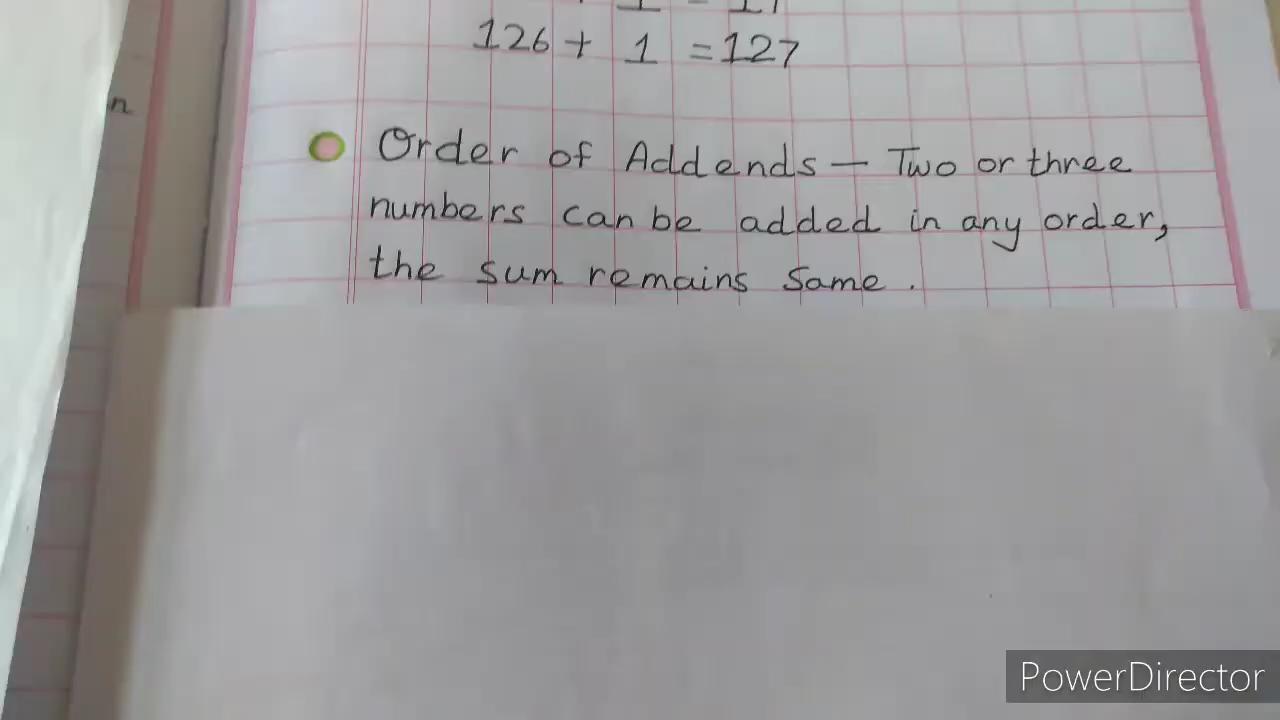 126 + 1 = 127
n
Order of Addends — Two or three
numbers can be added in any order,
the sum remains same.
PowerDirector